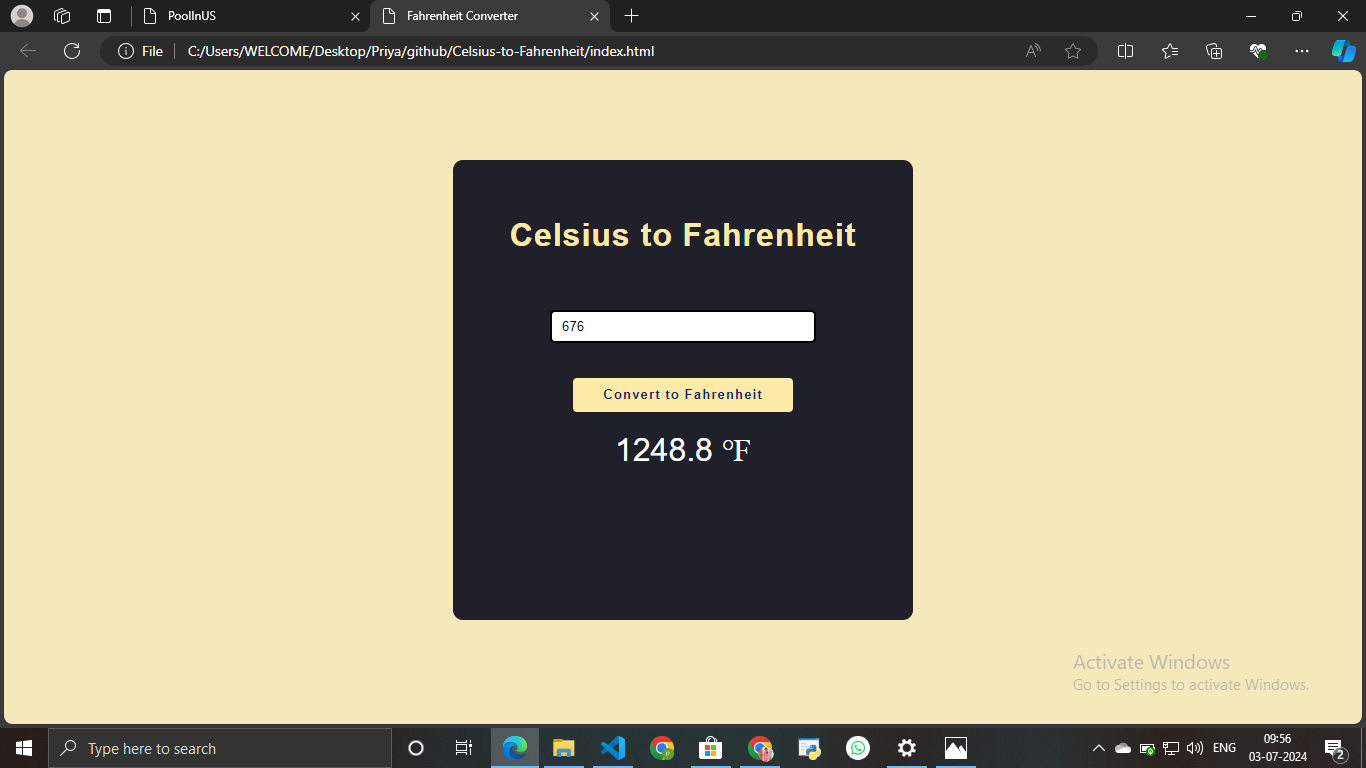 PoolInUS
Fahrenheit Converter
File
C:/Users/WELCOME/Desktop/Priya/github/Celsius-to-Fahrenheit/index.html
Celsius to Fahrenheit
676
Convert to Fahrenheit
1248.8 °F
Activate Windows
Go to Settings to activate Windows.
Type here to search
ENG
09:56
03-07-2024
2